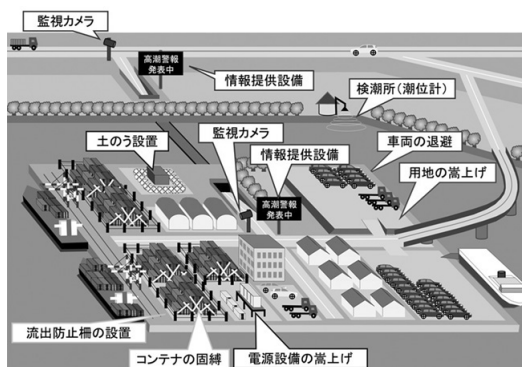 監視カメラ
高潮警報
発表中
情報提供設備
検潮所（潮位計）
土のう設置
監視カメラ
車両の退避
情報提供設備
用地の嵩上げ
高潮警報
発表中
流出防止柵の設置
コンテナの固縛
電源設備の嵩上げ